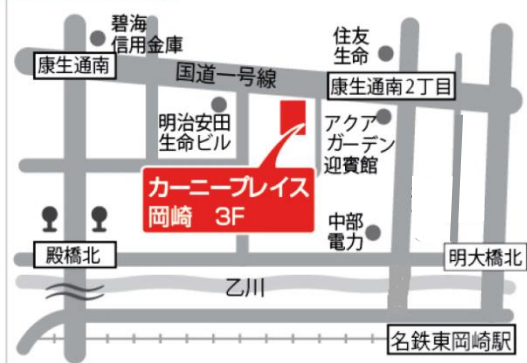 碧海
信用金庫
住友
生命
康生通南
国道一号線
康生通南2丁目
明治安田
生命ビル
アクア
ガーデン
迎賓館
カーニープレイス
岡崎 3F
中部
電力
殿橋北
明大橋北
乙川
名鉄東岡崎駅